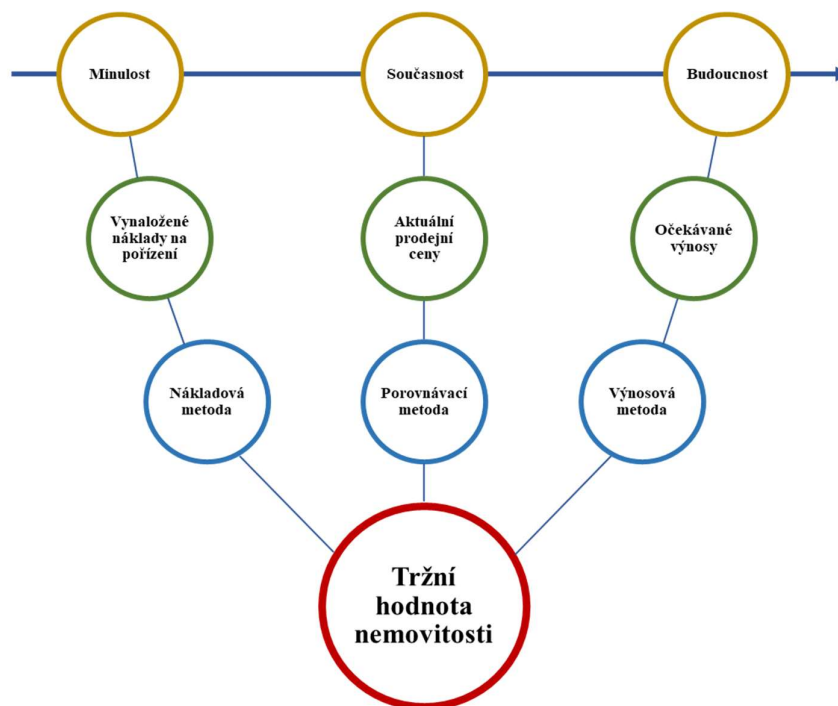 Minulost
Současnost
Budoucnost
Vynaložené
náklady na
pořízení
Aktuální
prodejní
ceny
Očekávané
výnosy
Nákladová
metoda
Porovnávací
metoda
Výnosová
metoda
Tržní
hodnota
nemovitosti